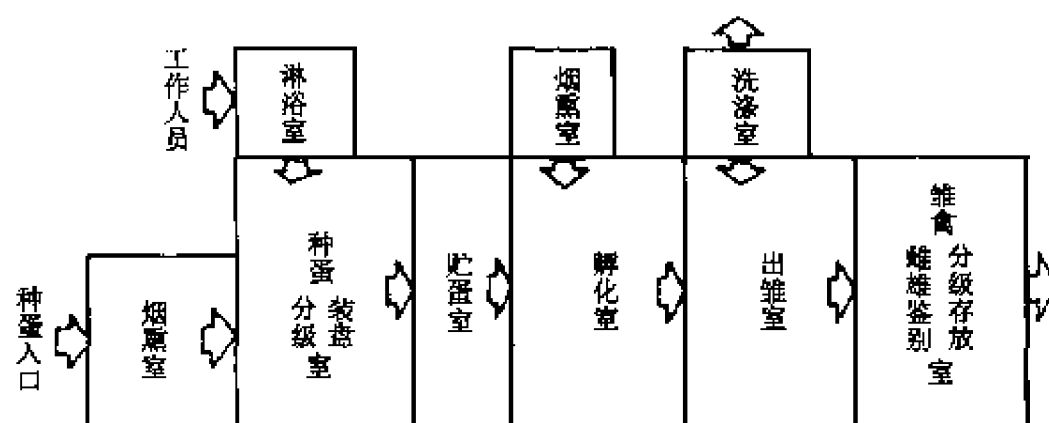 工作人员
淋浴室
烟熏室
洗涤室
种蛋入口
烟熏室
种蛋
分级
装盘
室
贮蛋室
孵化室
出雏室
雏禽
雌雄鉴别
分级存放
室